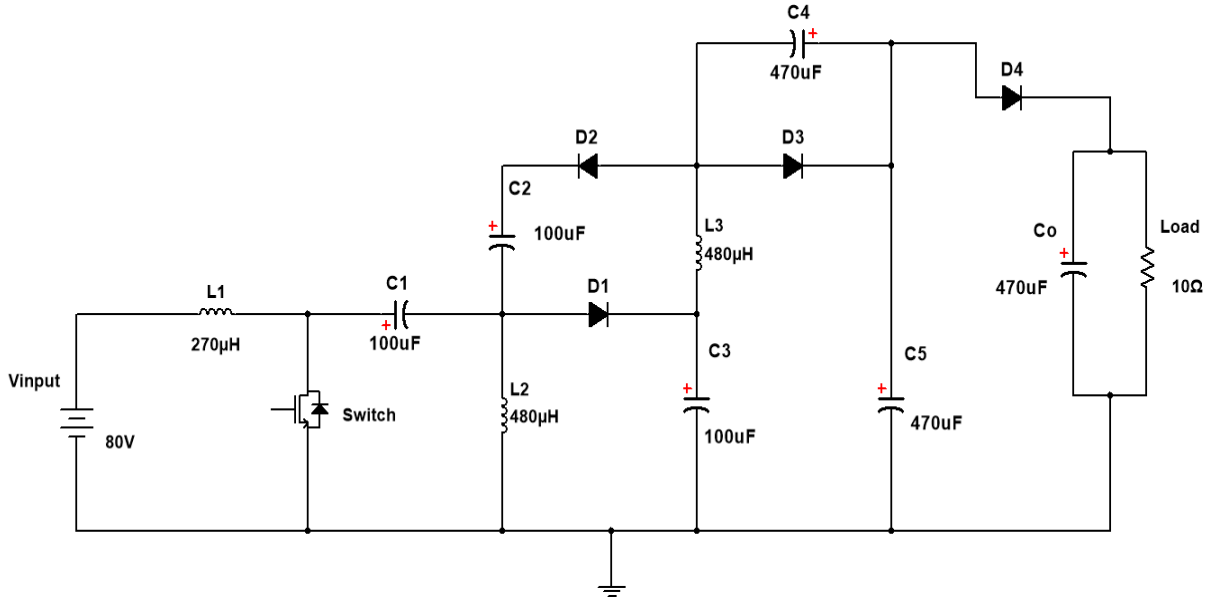 C4
+
470uF
D4
D2
D3
C2
+
100uF
L3
480µH
Co
+
470uF
Load
10Ω
L1
270µH
C1
+
100uF
D1
C3
+
100uF
C5
+
470uF
Vinput
80V
Switch
L2
480µH